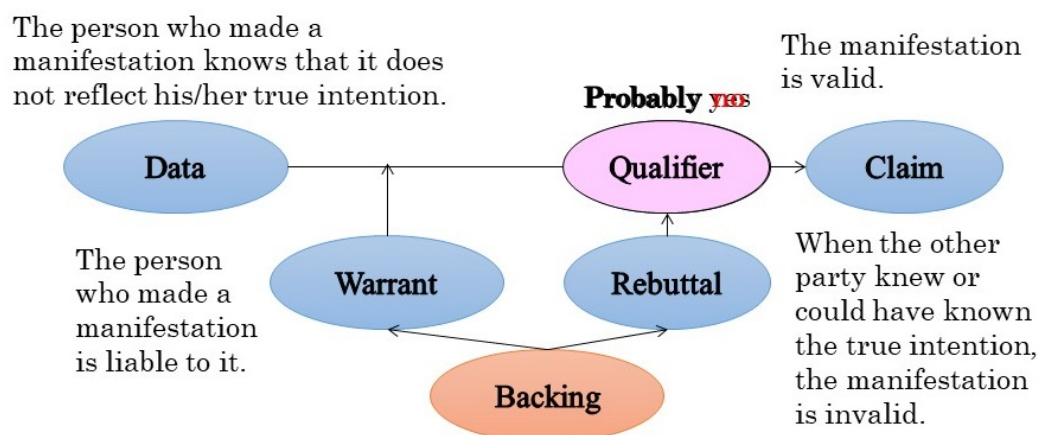 The person who made a
manifestation knows that it does
not reflect his/her true intention.
The manifestation
is valid.
Probably
Data
Qualifier
Claim
The person
who made a
manifestation
is liable to it.
Warrant
Rebuttal
When the other
party knew or
could have known
the true intention,
the manifestation
is invalid.
Backing